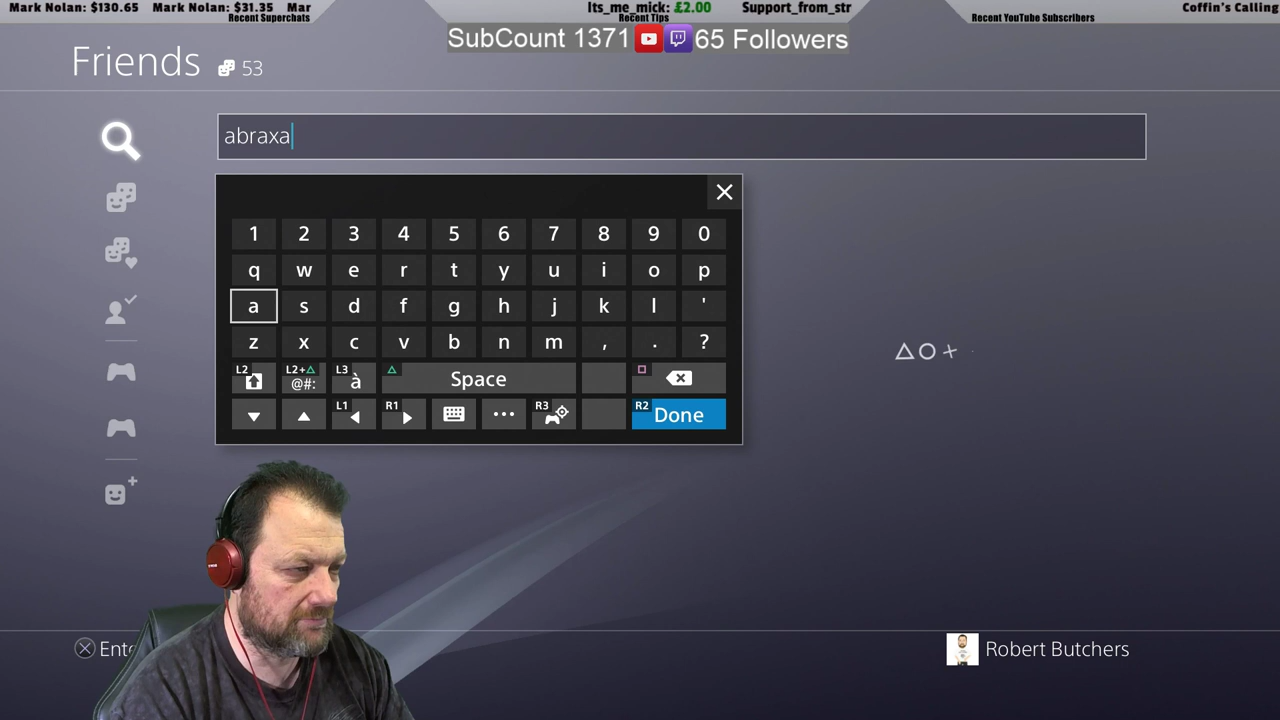 Mark Nolan: $130.65 Mark Nolan: $31.35 Mar
Recent Superchats
Its_me_mick: £2.00 Support_from_str
Recent Tips
Coffin's Calling
Recent YouTube Subscribers
SubCount 1371 65 Followers
Friends 53
abraxa
1 2 3 4 5 6 7 8 9 0
q w e r t y u i o p
a s d f g h j k l '
z x c v b n m , . ?
L2 L2+△ @#: L3 à △ Space
L1 R1 ... R3 R2 Done
Ente
Robert Butchers